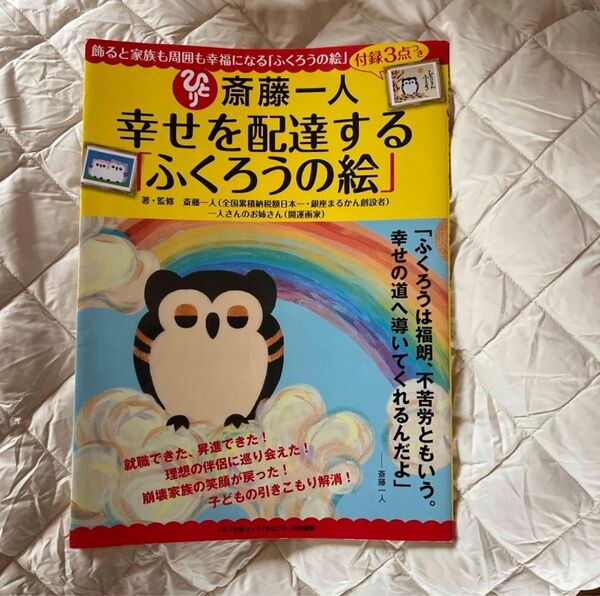 飾ると家族も周囲も幸福になる「ふくろうの絵」付録3点つき
ひとり
斎藤一人
幸せを配達する
「ふくろうの絵」
著・監修 斎藤一人(全国累積納税額日本一・銀座まるかん創設者)
一人さんのお姉さん(開運画家)
「ふくろうは福朗、不苦労ともいう。
幸せの道へ導いてくれるんだよ」
――斎藤一人
就職できた、昇進できた!
理想の伴侶に巡り会えた!
崩壊家族の笑顔が戻った!
子どもの引きこもり解消!